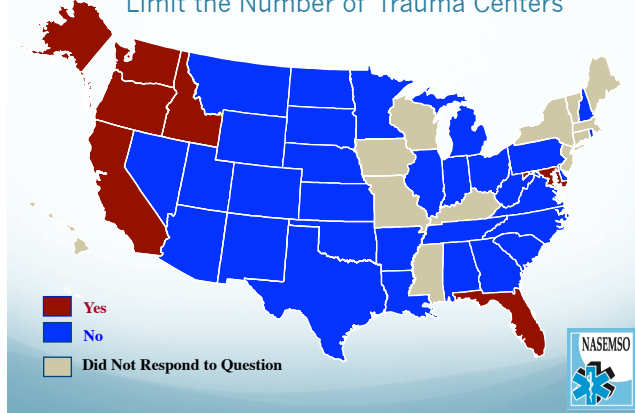 Limit the Number of Trauma Centers
Yes
No
Did Not Respond to Question
NASEMSO